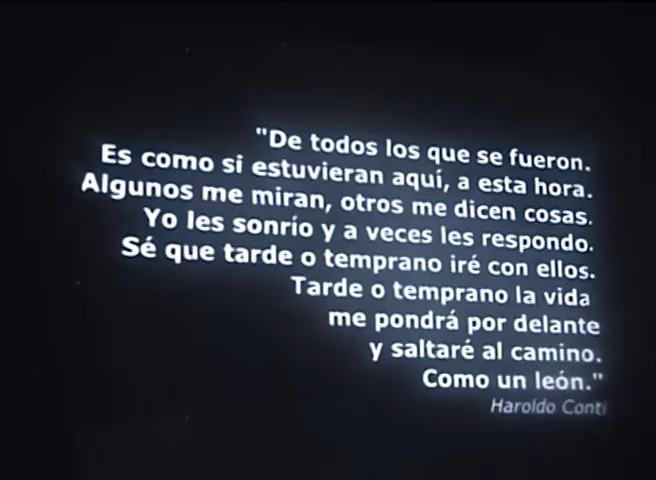 "De todos los que se fueron.
Es como si estuvieran aquí, a esta hora.
Algunos me miran, otros me dicen cosas.
Yo les sonrío y a veces les respondo.
Sé que tarde o temprano iré con ellos.
Tarde o temprano la vida
me pondrá por delante
y saltaré al camino.
Como un león."
Haroldo Conti